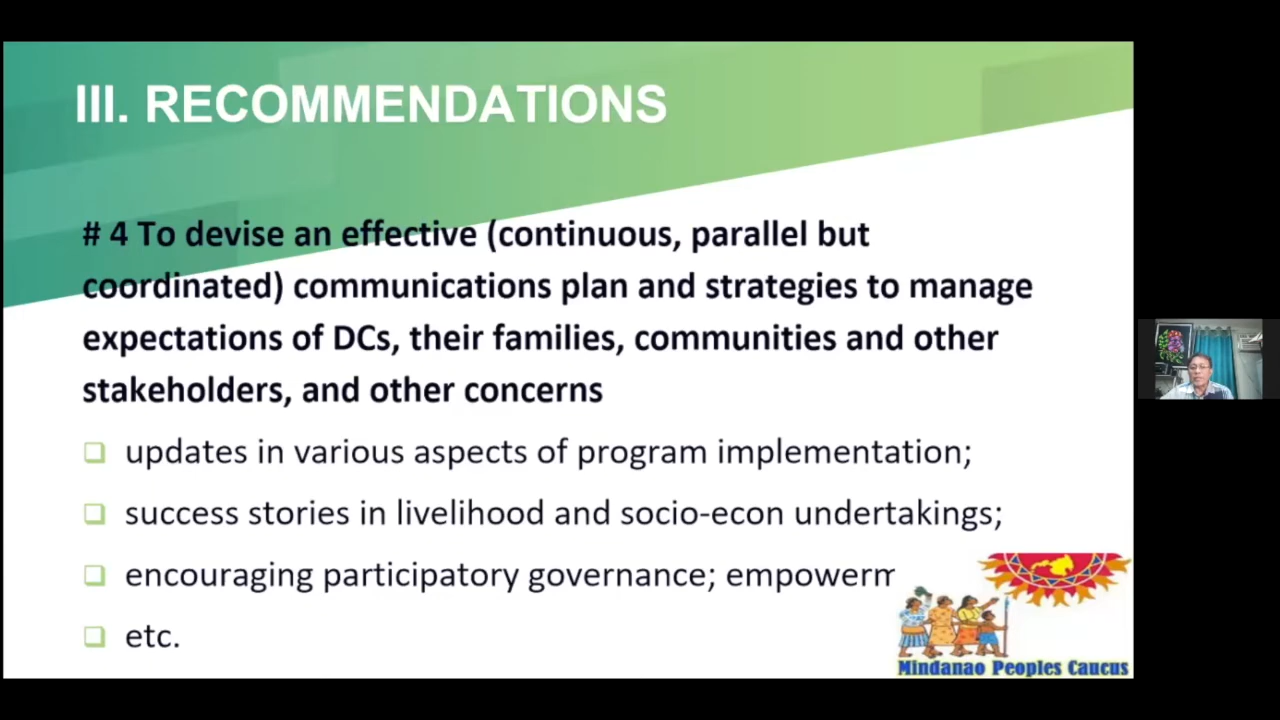 III. RECOMMENDATIONS
# 4 To devise an effective (continuous, parallel but
coordinated) communications plan and strategies to manage
expectations of DCs, their families, communities and other
stakeholders, and other concerns
updates in various aspects of program implementation;
success stories in livelihood and socio-econ undertakings;
encouraging participatory governance; empowerm
etc.
Mindanao Peoples Caucus